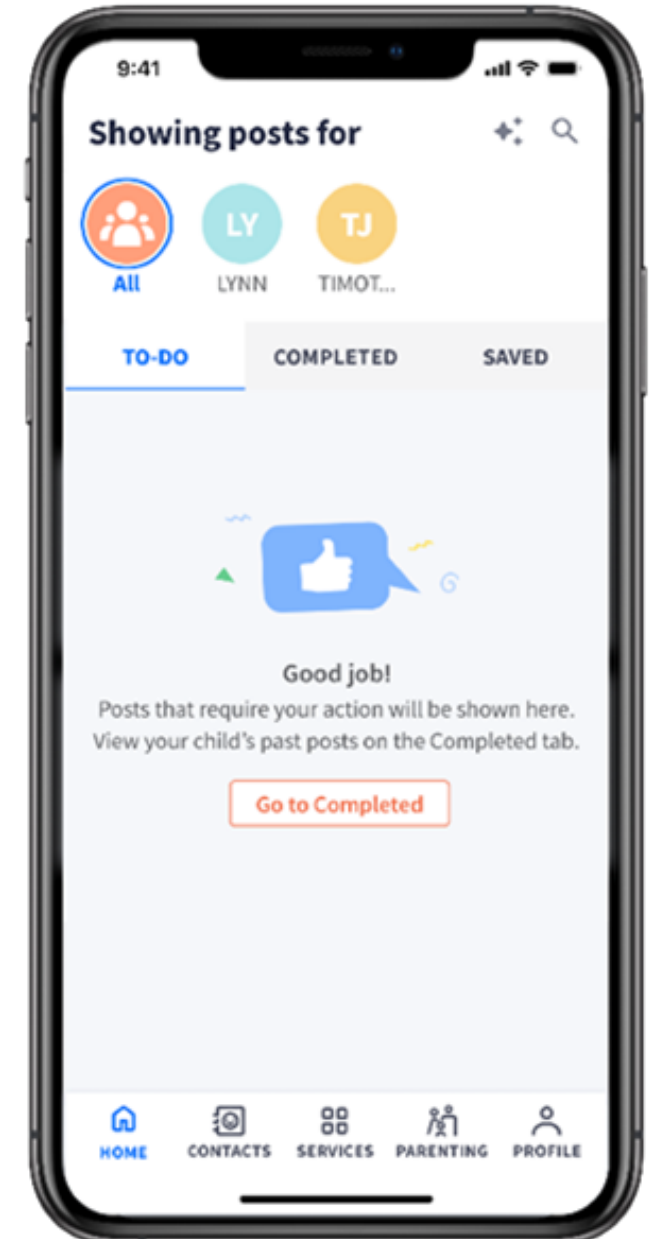 9:41
Showing posts for
LY
TJ
All
LYNN
TIMOT...
TO-DO
COMPLETED
SAVED
Good job!
Posts that require your action will be shown here.
View your child's past posts on the Completed tab.
Go to Completed
HOME
CONTACTS
SERVICES
PARENTING
PROFILE